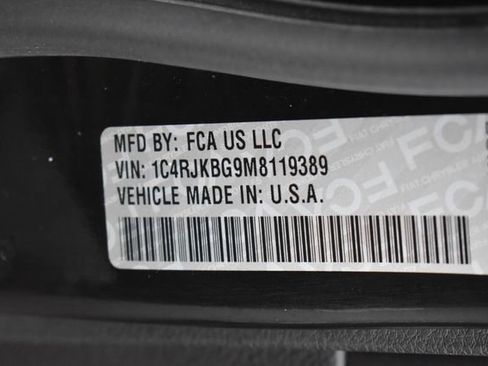 MFD BY: FCA US LLC
VIN: 1C4RJKBG9M8119389
VEHICLE MADE IN: U.S.A.